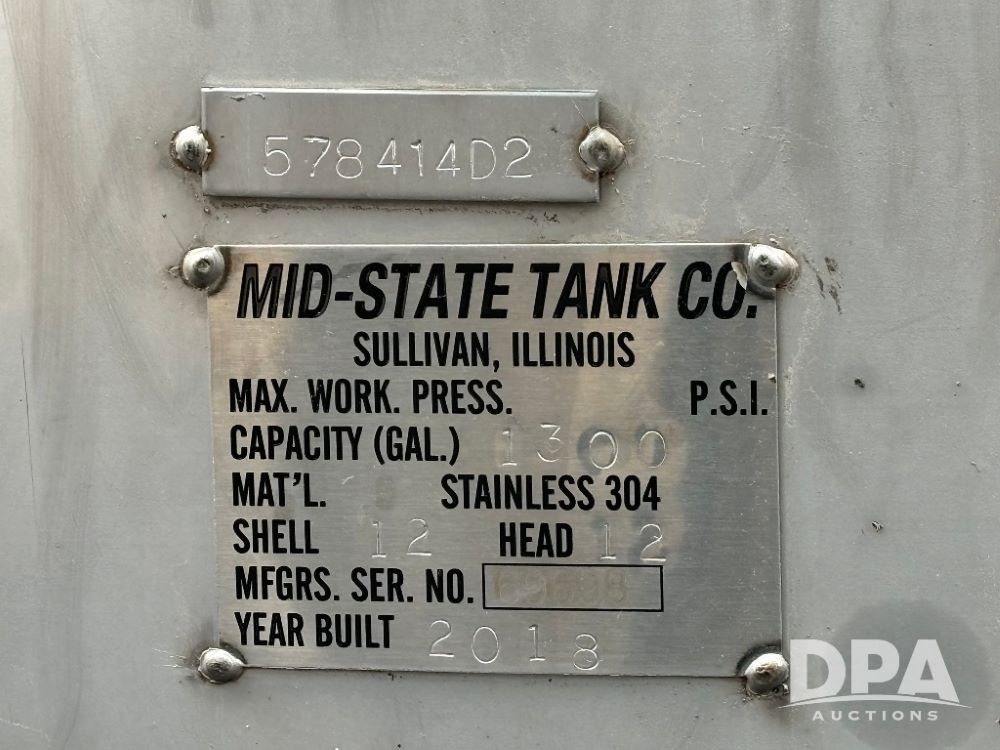 578414D2
MID-STATE TANK CO.
SULLIVAN, ILLINOIS
MAX. WORK. PRESS. P.S.I.
CAPACITY (GAL.) 1300
MAT'L. STAINLESS 304
SHELL 12 HEAD 12
MFGRS. SER. NO.
YEAR BUILT 2018
DPA
AUCTIONS